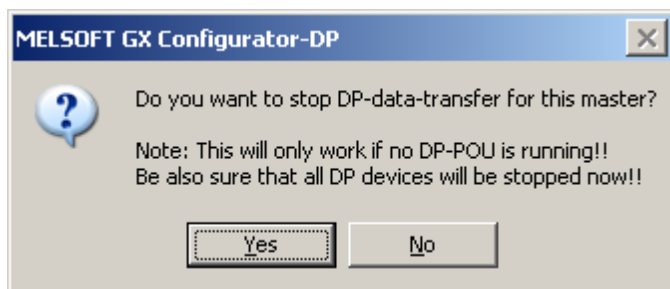 MELSOFT GX Configurator-DP
Do you want to stop DP-data-transfer for this master?
Note: This will only work if no DP-POU is running!!
Be also sure that all DP devices will be stopped now!!
Yes
No